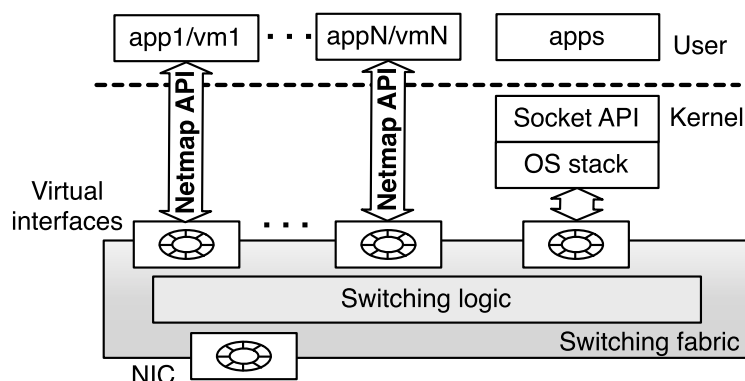 app1/vm1 ... appN/vmN apps
User
Netmap API
Netmap API
Socket API
Kernel
OS stack
Virtual
interfaces
...
Switching logic
Switching fabric
NIC